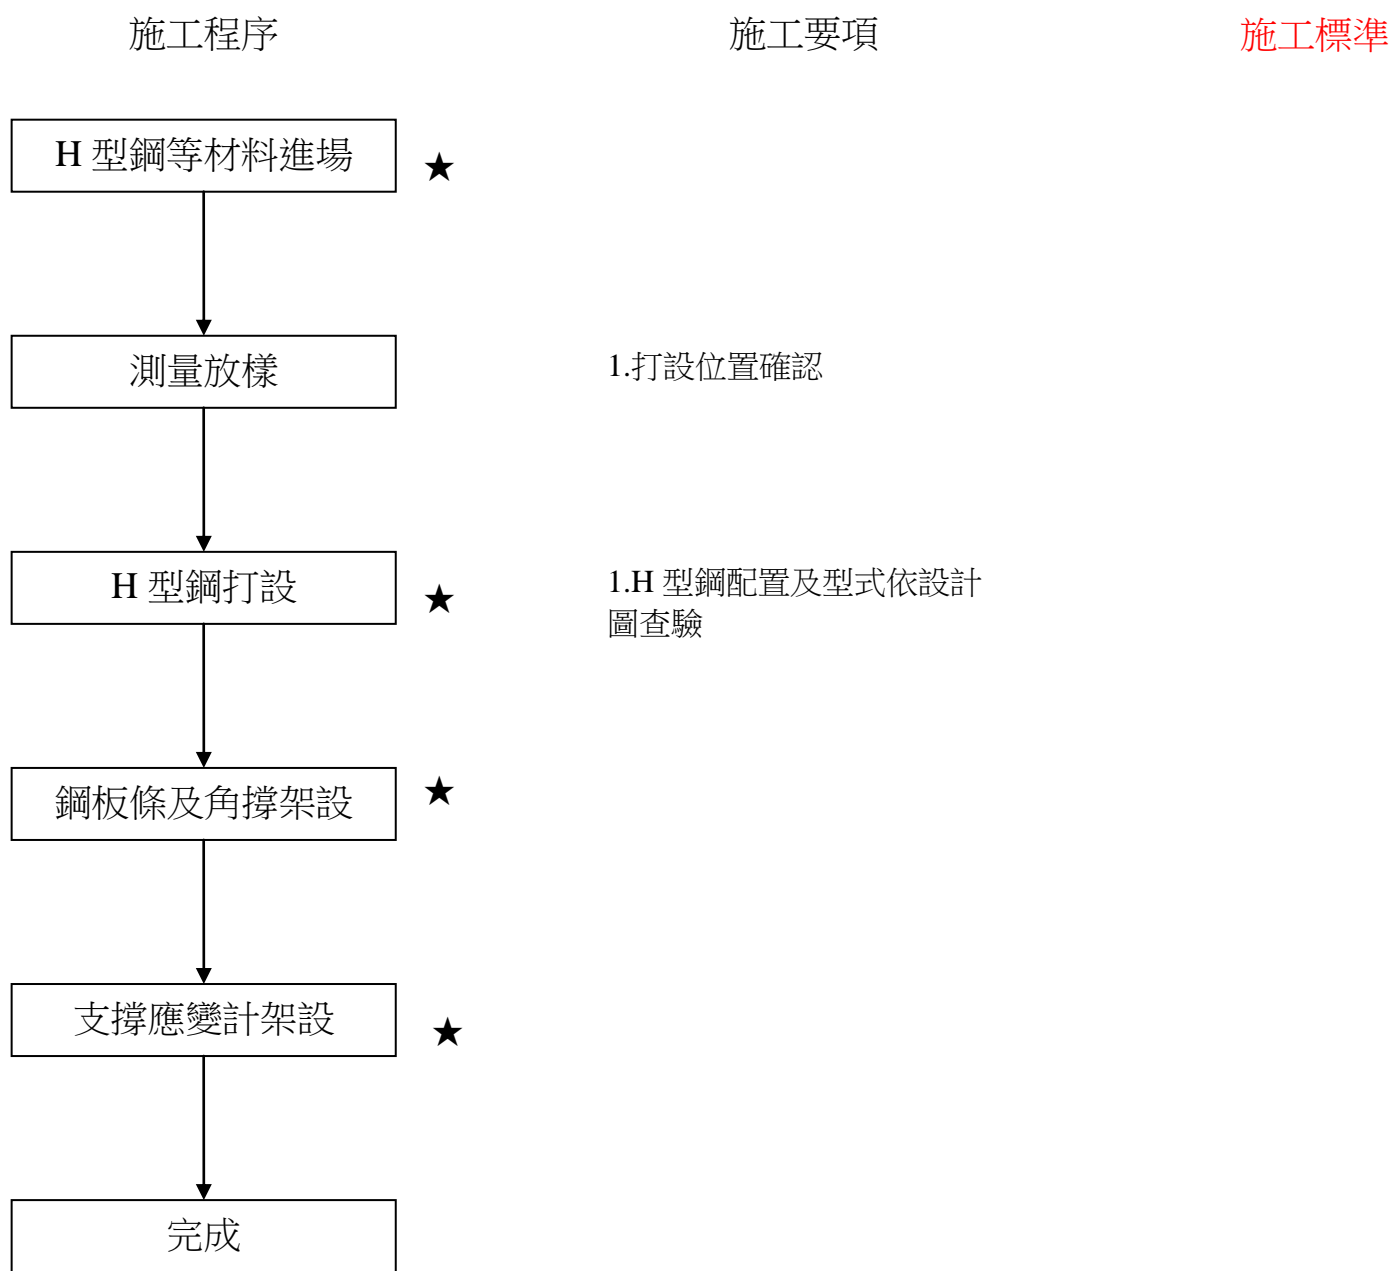 施工程序 施工要項 施工標準
H 型鋼等材料進場 ★
測量放樣 1.打設位置確認
H 型鋼打設 ★ 1.H 型鋼配置及型式依設計
圖查驗
鋼板條及角撐架設 ★
支撐應變計架設 ★
完成